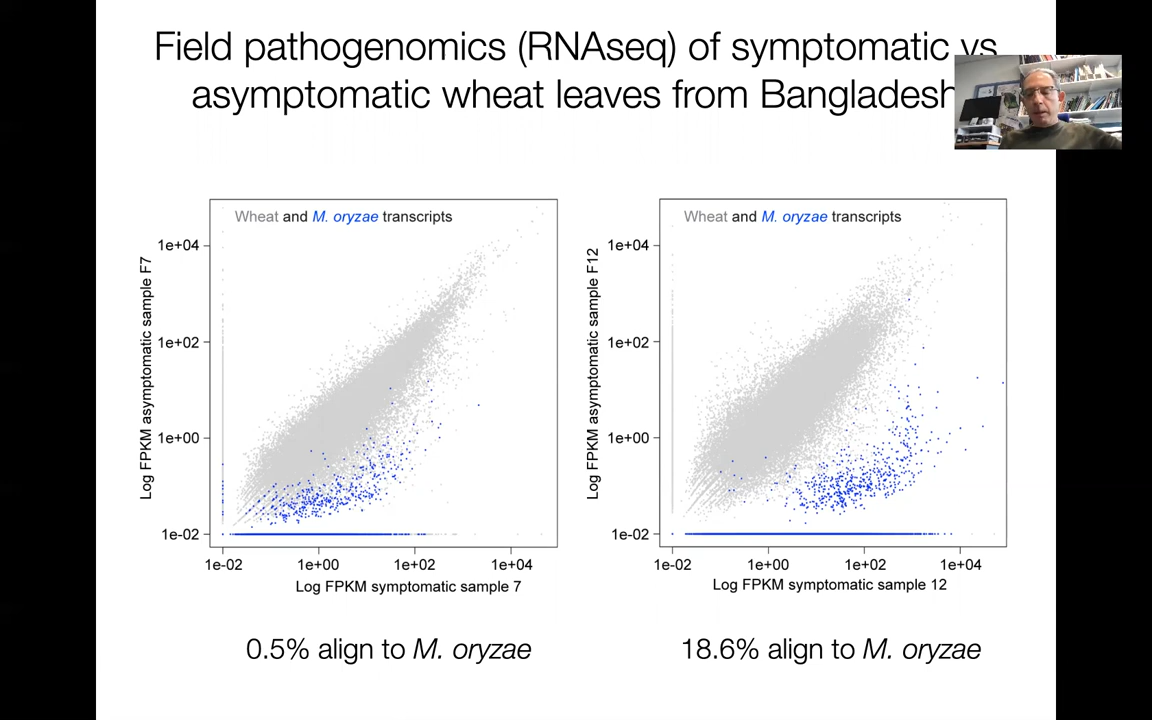 Field pathogenomics (RNAseq) of symptomatic vs
asymptomatic wheat leaves from Bangladesh
Wheat and M. oryzae transcripts
Log FPKM asymptomatic sample F7
1e+04
1e+02
1e+00
1e-02
1e-02 1e+00 1e+02 1e+04
Log FPKM symptomatic sample 7
0.5% align to M. oryzae
Wheat and M. oryzae transcripts
Log FPKM asymptomatic sample F12
1e+04
1e+02
1e+00
1e-02
1e-02 1e+00 1e+02 1e+04
Log FPKM symptomatic sample 12
18.6% align to M. oryzae